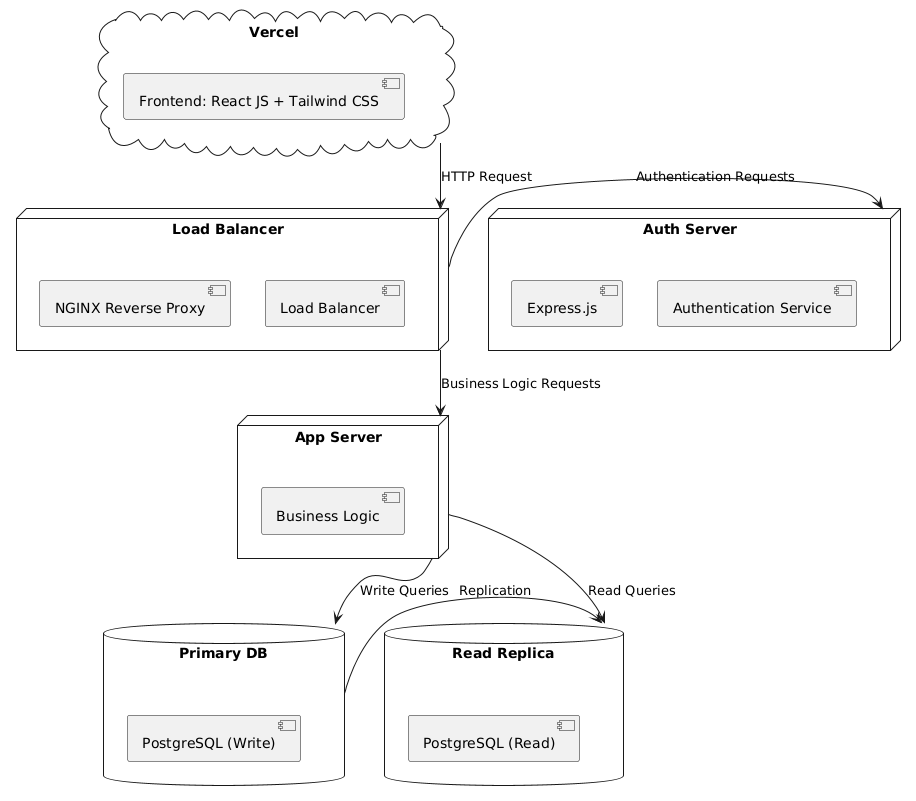 Vercel
Frontend: React JS + Tailwind CSS
HTTP Request
Authentication Requests
Load Balancer
NGINX Reverse Proxy
Load Balancer
Auth Server
Express.js
Authentication Service
Business Logic Requests
App Server
Business Logic
Write Queries
Replication
Read Queries
Primary DB
PostgreSQL (Write)
Read Replica
PostgreSQL (Read)